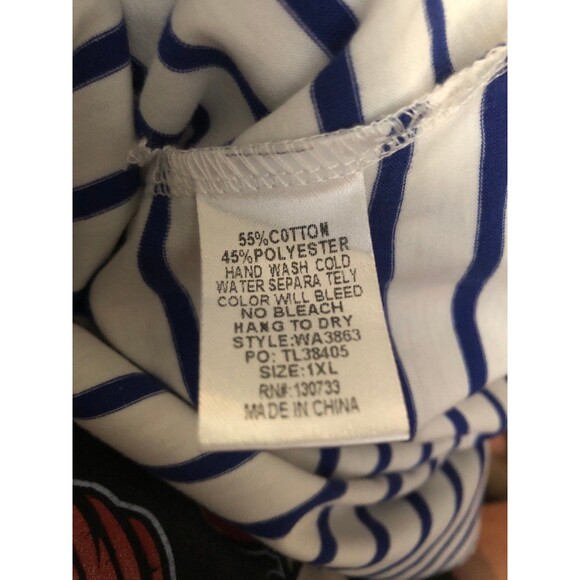 55%COTTON
45%POLYESTER
HAND WASH COLD
WATER SEPARA TELY
COLOR WILL BLEED
NO BLEACH
HANG TO DRY
STYLE:WA3863
PO: TL38405
SIZE:1XL
RN#:130733
MADE IN CHINA